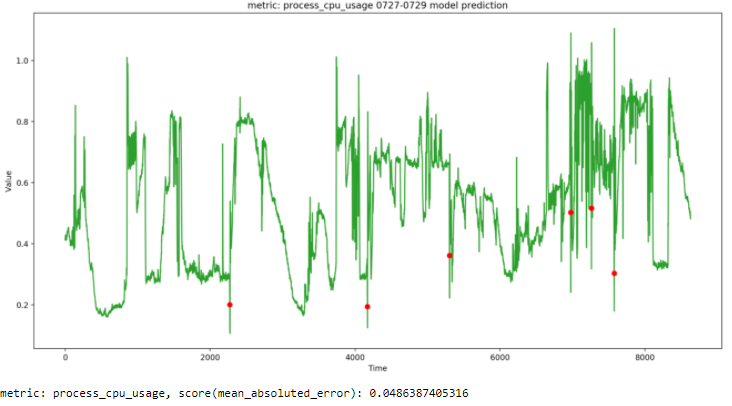 metric: process_cpu_usage 0727-0729 model prediction
1.0
0.8
Value
0.6
0.4
0.2
0 2000 4000 6000 8000
Time
metric: process_cpu_usage, score(mean_absoluted_error): 0.0486387405316